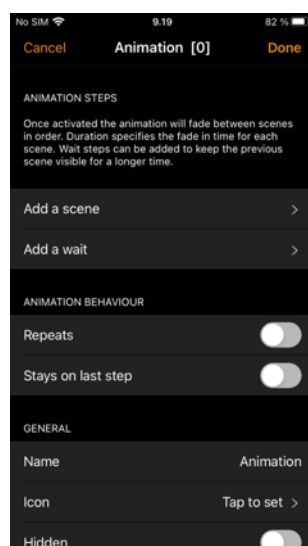 No SIM 9.19 82 %
Cancel Animation [0] Done
ANIMATION STEPS
Once activated the animation will fade between scenes
in order. Duration specifies the fade in time for each
scene. Wait steps can be added to keep the previous
scene visible for a longer time.
Add a scene
Add a wait
ANIMATION BEHAVIOUR
Repeats
Stays on last step
GENERAL
Name Animation
Icon Tap to set
Hidden